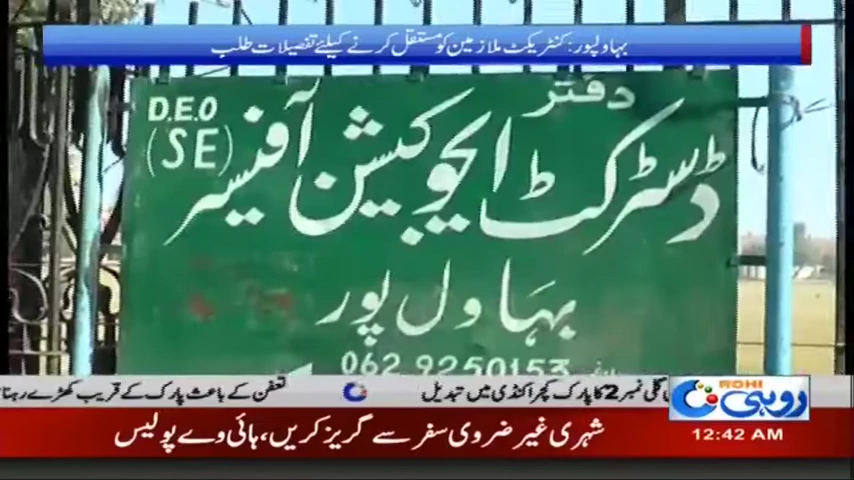 بہاولپور: کنٹریکٹ ملازمین کو مستقل کرنے کیلئے تفصیلات طلب
دفتر
D.E.O
(SE)
ڈسٹرکٹ ایجوکیشن آفیسر
بہاولپور
062 9250153
گلی نمبر 2 کا پارک کچرا کنڈی میں تبدیل
تعفن کے باعث پارک کے قریب کھڑے رہنا
ROHI
روہی
شہری غیر ضروری سفر سے گریز کریں، ہائی وے پولیس
12:42 AM